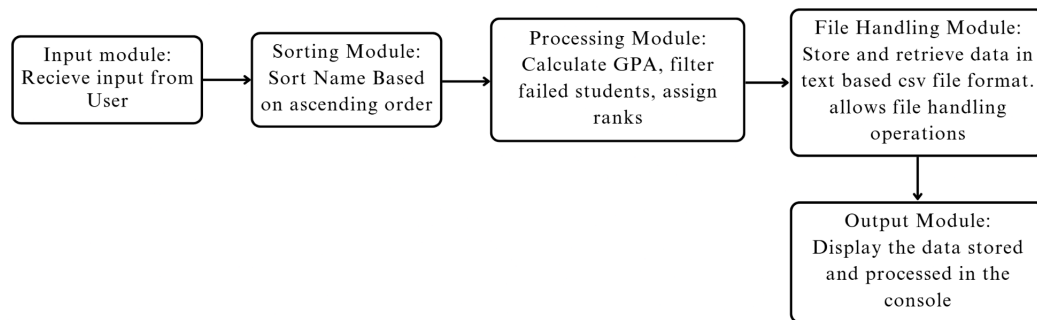 Input module:
Recieve input from
User
Sorting Module:
Sort Name Based
on ascending order
Processing Module:
Calculate GPA, filter
failed students, assign
ranks
File Handling Module:
Store and retrieve data in
text based csv file format.
allows file handling
operations
Output Module:
Display the data stored
and processed in the
console